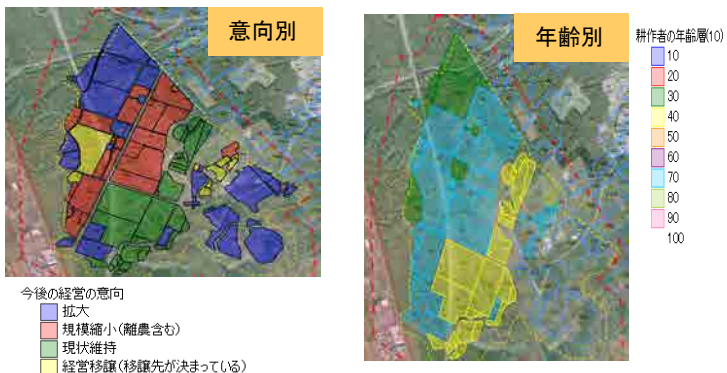 意向別
今後の経営の意向
拡大
規模縮小(離農含む)
現状維持
経営移譲(移譲先が決まっている)
年齢別
耕作者の年齢層(10)
10
20
30
40
50
60
70
80
90
100